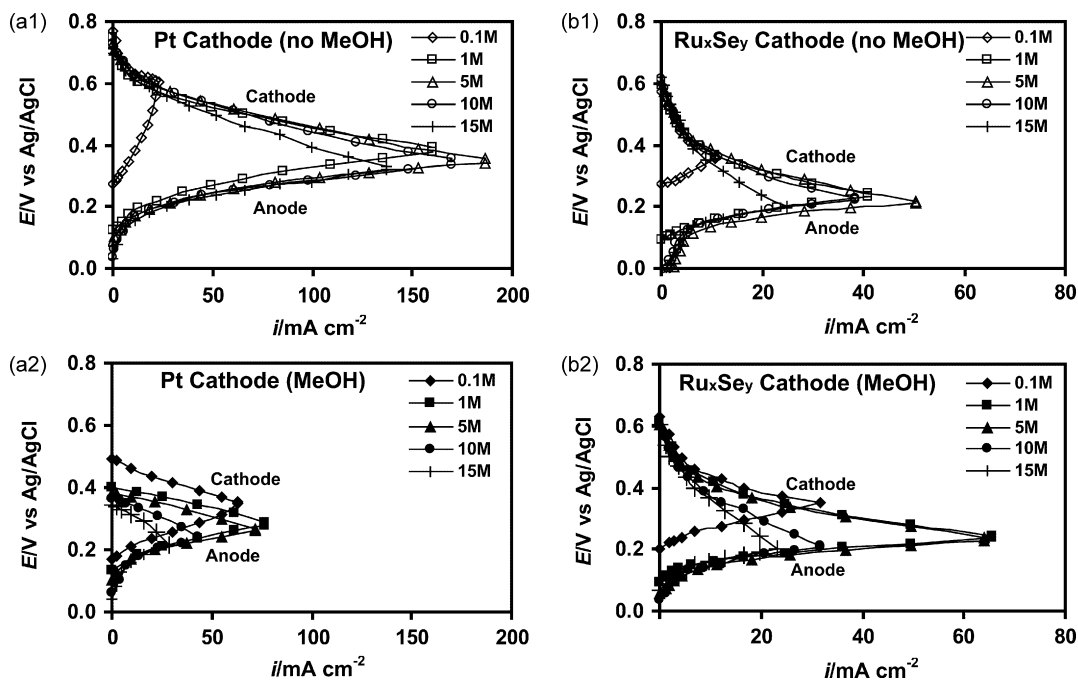 (a1)
Pt Cathode (no MeOH)
0.1M
1M
5M
10M
15M
Cathode
Anode
E/V vs Ag/AgCl
0.8
0.6
0.4
0.2
0.0
0 50 100 150 200
i/mA cm-2
(b1)
RuxSey Cathode (no MeOH)
0.1M
1M
5M
10M
15M
Cathode
Anode
E/V vs Ag/AgCl
0.8
0.6
0.4
0.2
0.0
0 20 40 60 80
i/mA cm-2
(a2)
Pt Cathode (MeOH)
0.1M
1M
5M
10M
15M
Cathode
Anode
E/V vs Ag/AgCl
0.8
0.6
0.4
0.2
0.0
0 50 100 150 200
i/mA cm-2
(b2)
RuxSey Cathode (MeOH)
0.1M
1M
5M
10M
15M
Cathode
Anode
E/V vs Ag/AgCl
0.8
0.6
0.4
0.2
0.0
0 20 40 60 80
i/mA cm-2